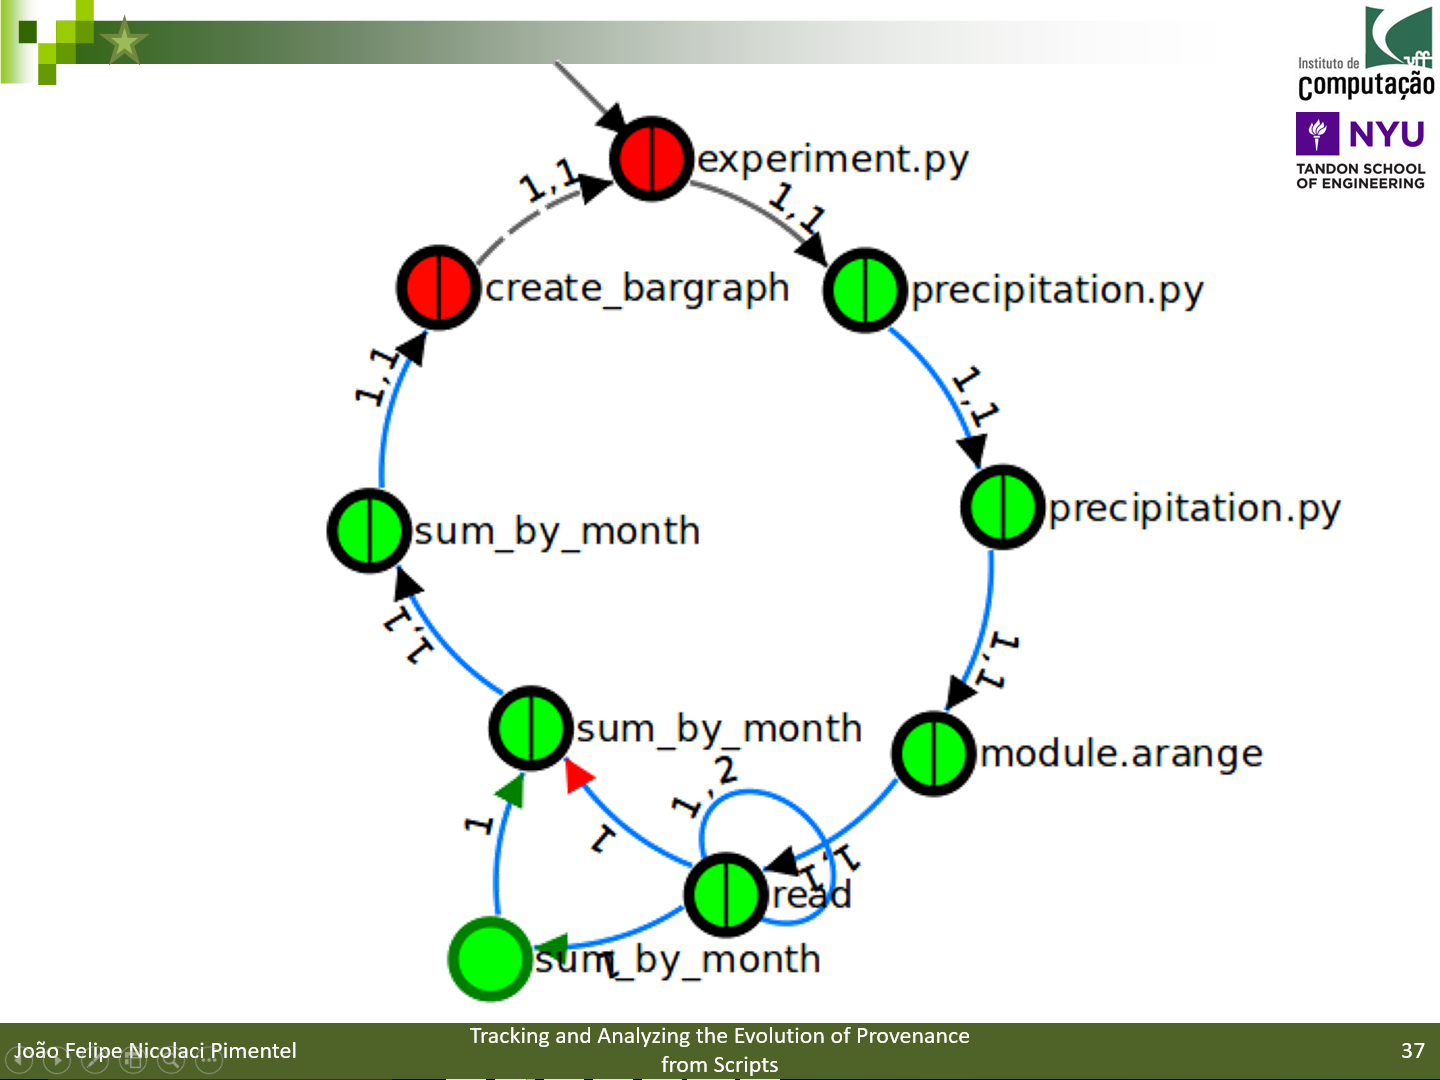 Instituto de
Computação
uff
NYU
TANDON SCHOOL
OF ENGINEERING
experiment.py
1,1
1,1
create_bargraph
precipitation.py
1,1
1,1
precipitation.py
sum_by_month
1,1
1,1
sum_by_month
module.arange
1,2
1
1
1,1
read
sum_by_month
1
João Felipe Nicolaci Pimentel
Tracking and Analyzing the Evolution of Provenance
from Scripts
37